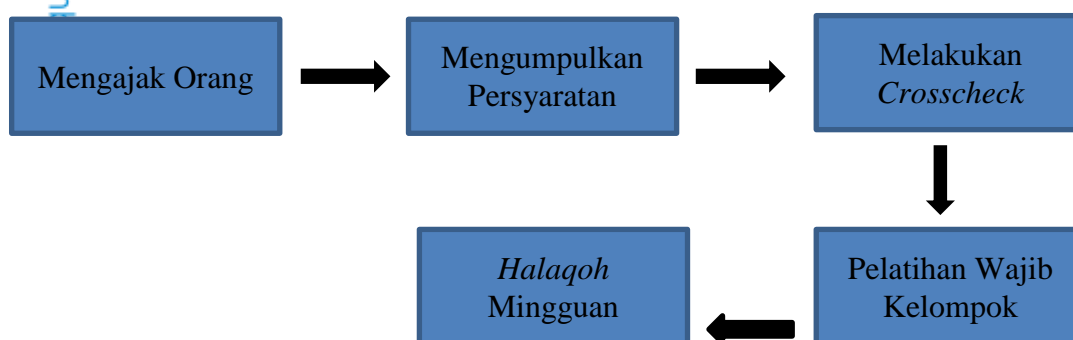 Mengajak Orang
Mengumpulkan
Persyaratan
Melakukan
Crosscheck
Halaqoh
Mingguan
Pelatihan Wajib
Kelompok